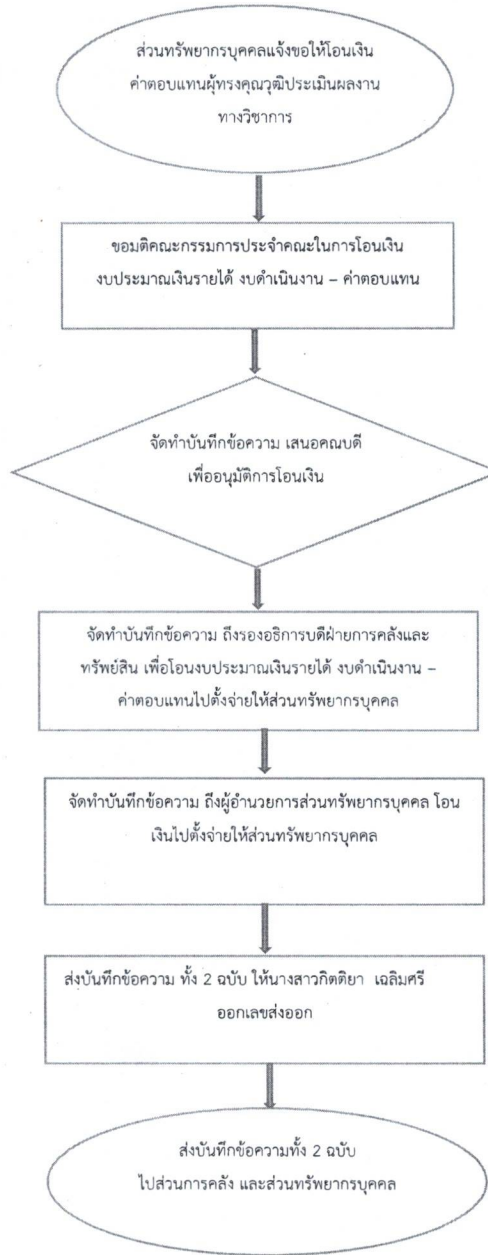 ส่วนทรัพยากรบุคคลแจ้งขอให้โอนเงิน
ค่าตอบแทนผู้ทรงคุณวุฒิประเมินผลงาน
ทางวิชาการ
ขอมติคณะกรรมการประจำคณะในการโอนเงิน
งบประมาณเงินรายได้ งบดำเนินงาน – ค่าตอบแทน
จัดทำบันทึกข้อความ เสนอคณบดี
เพื่ออนุมัติการโอนเงิน
จัดทำบันทึกข้อความ ถึงรองอธิการบดีฝ่ายการคลังและ
ทรัพย์สิน เพื่อโอนงบประมาณเงินรายได้ งบดำเนินงาน –
ค่าตอบแทนไปตั้งจ่ายให้ส่วนทรัพยากรบุคคล
จัดทำบันทึกข้อความ ถึงผู้อำนวยการส่วนทรัพยากรบุคคล โอน
เงินไปตั้งจ่ายให้ส่วนทรัพยากรบุคคล
ส่งบันทึกข้อความ ทั้ง 2 ฉบับ ให้นางสาวกิตติยา เฉลิมศรี
ออกเลขส่งออก
ส่งบันทึกข้อความทั้ง 2 ฉบับ
ไปส่วนการคลัง และส่วนทรัพยากรบุคคล